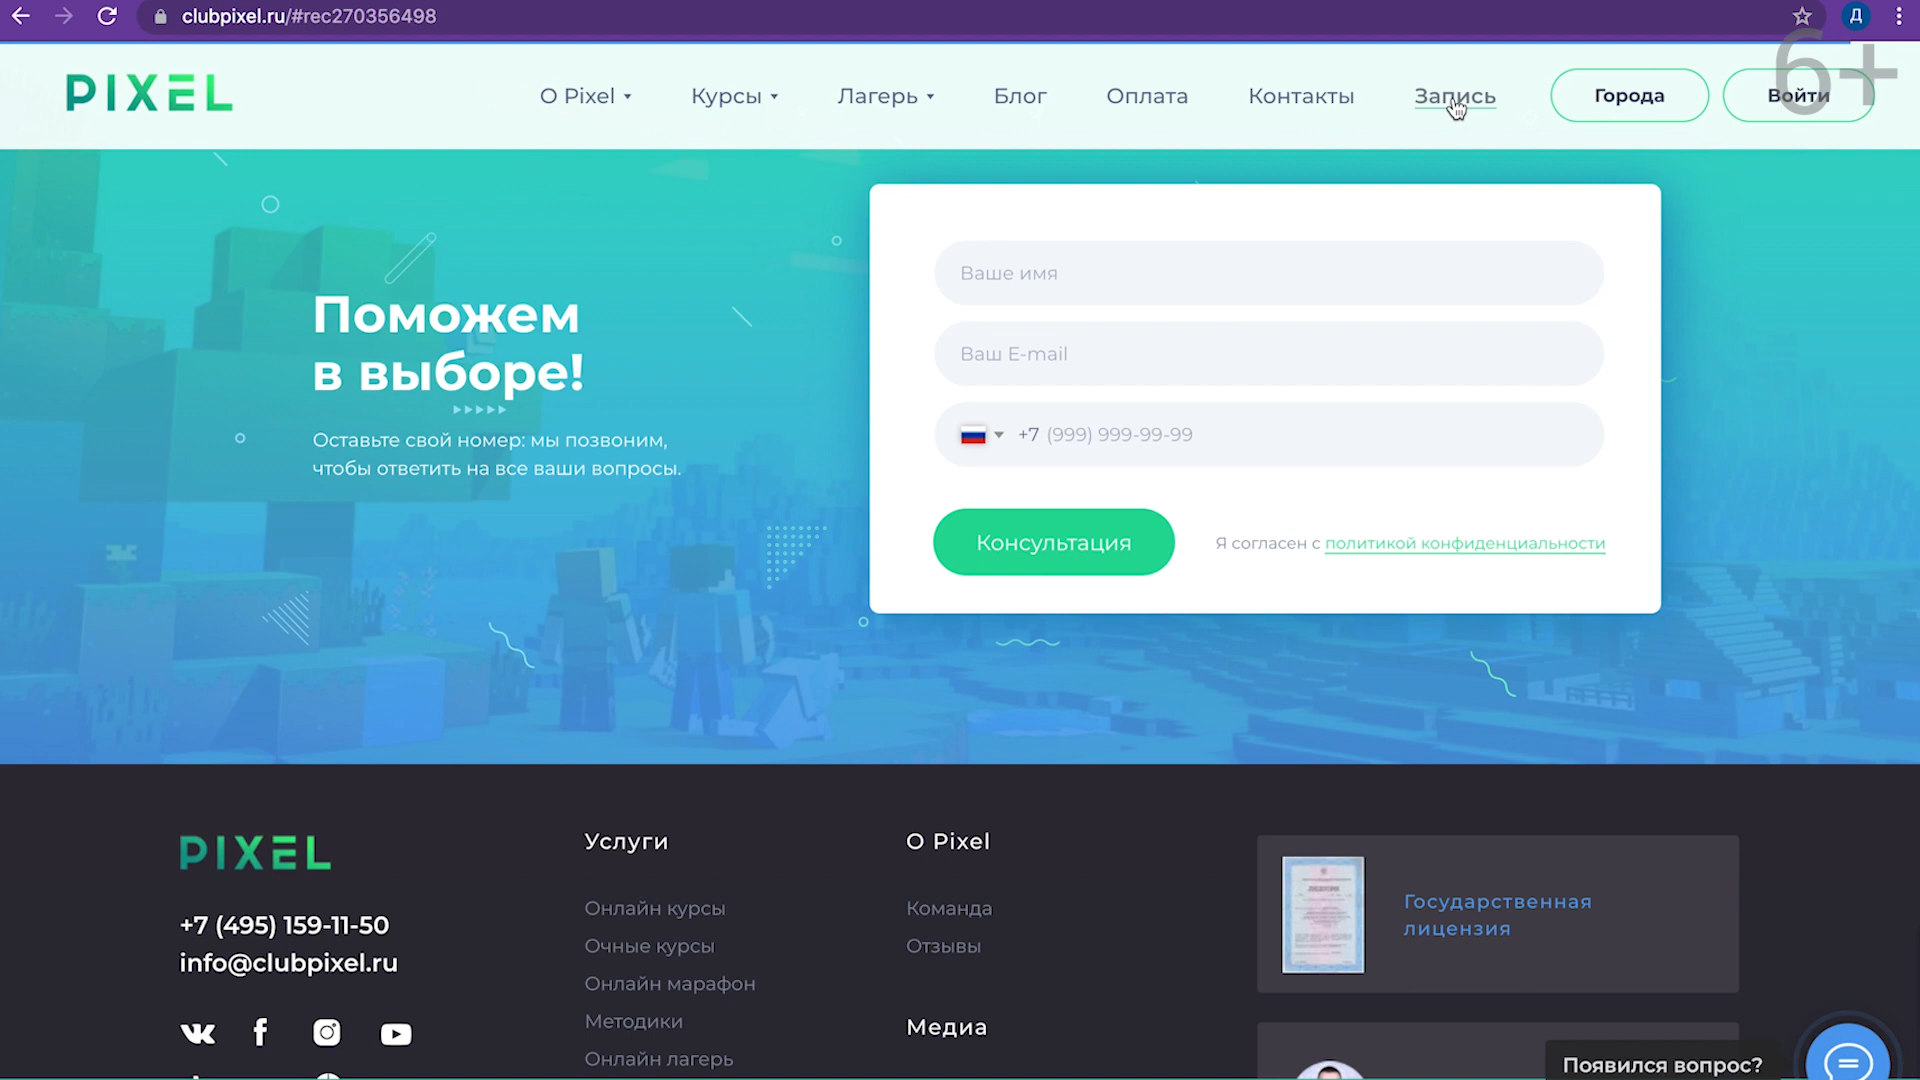 clubpixel.ru/#rec270356498
Д
6+
PIXEL
О Pixel
Курсы
Лагерь
Блог
Оплата
Контакты
Запись
Города
Войти
Поможем
в выборе!
Оставьте свой номер: мы позвоним,
чтобы ответить на все ваши вопросы.
Ваше имя
Ваш E-mail
+7 (999) 999-99-99
Консультация
Я согласен с политикой конфиденциальности
PIXEL
+7 (495) 159-11-50
info@clubpixel.ru
Услуги
Онлайн курсы
Очные курсы
Онлайн марафон
Методики
Онлайн лагерь
О Pixel
Команда
Отзывы
Медиа
Государственная
лицензия
Появился вопрос?